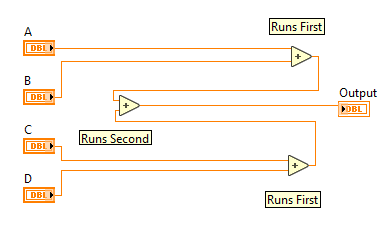 Runs First
A
DBL
B
DBL
Output
DBL
C
Runs Second
DBL
D
DBL
Runs First